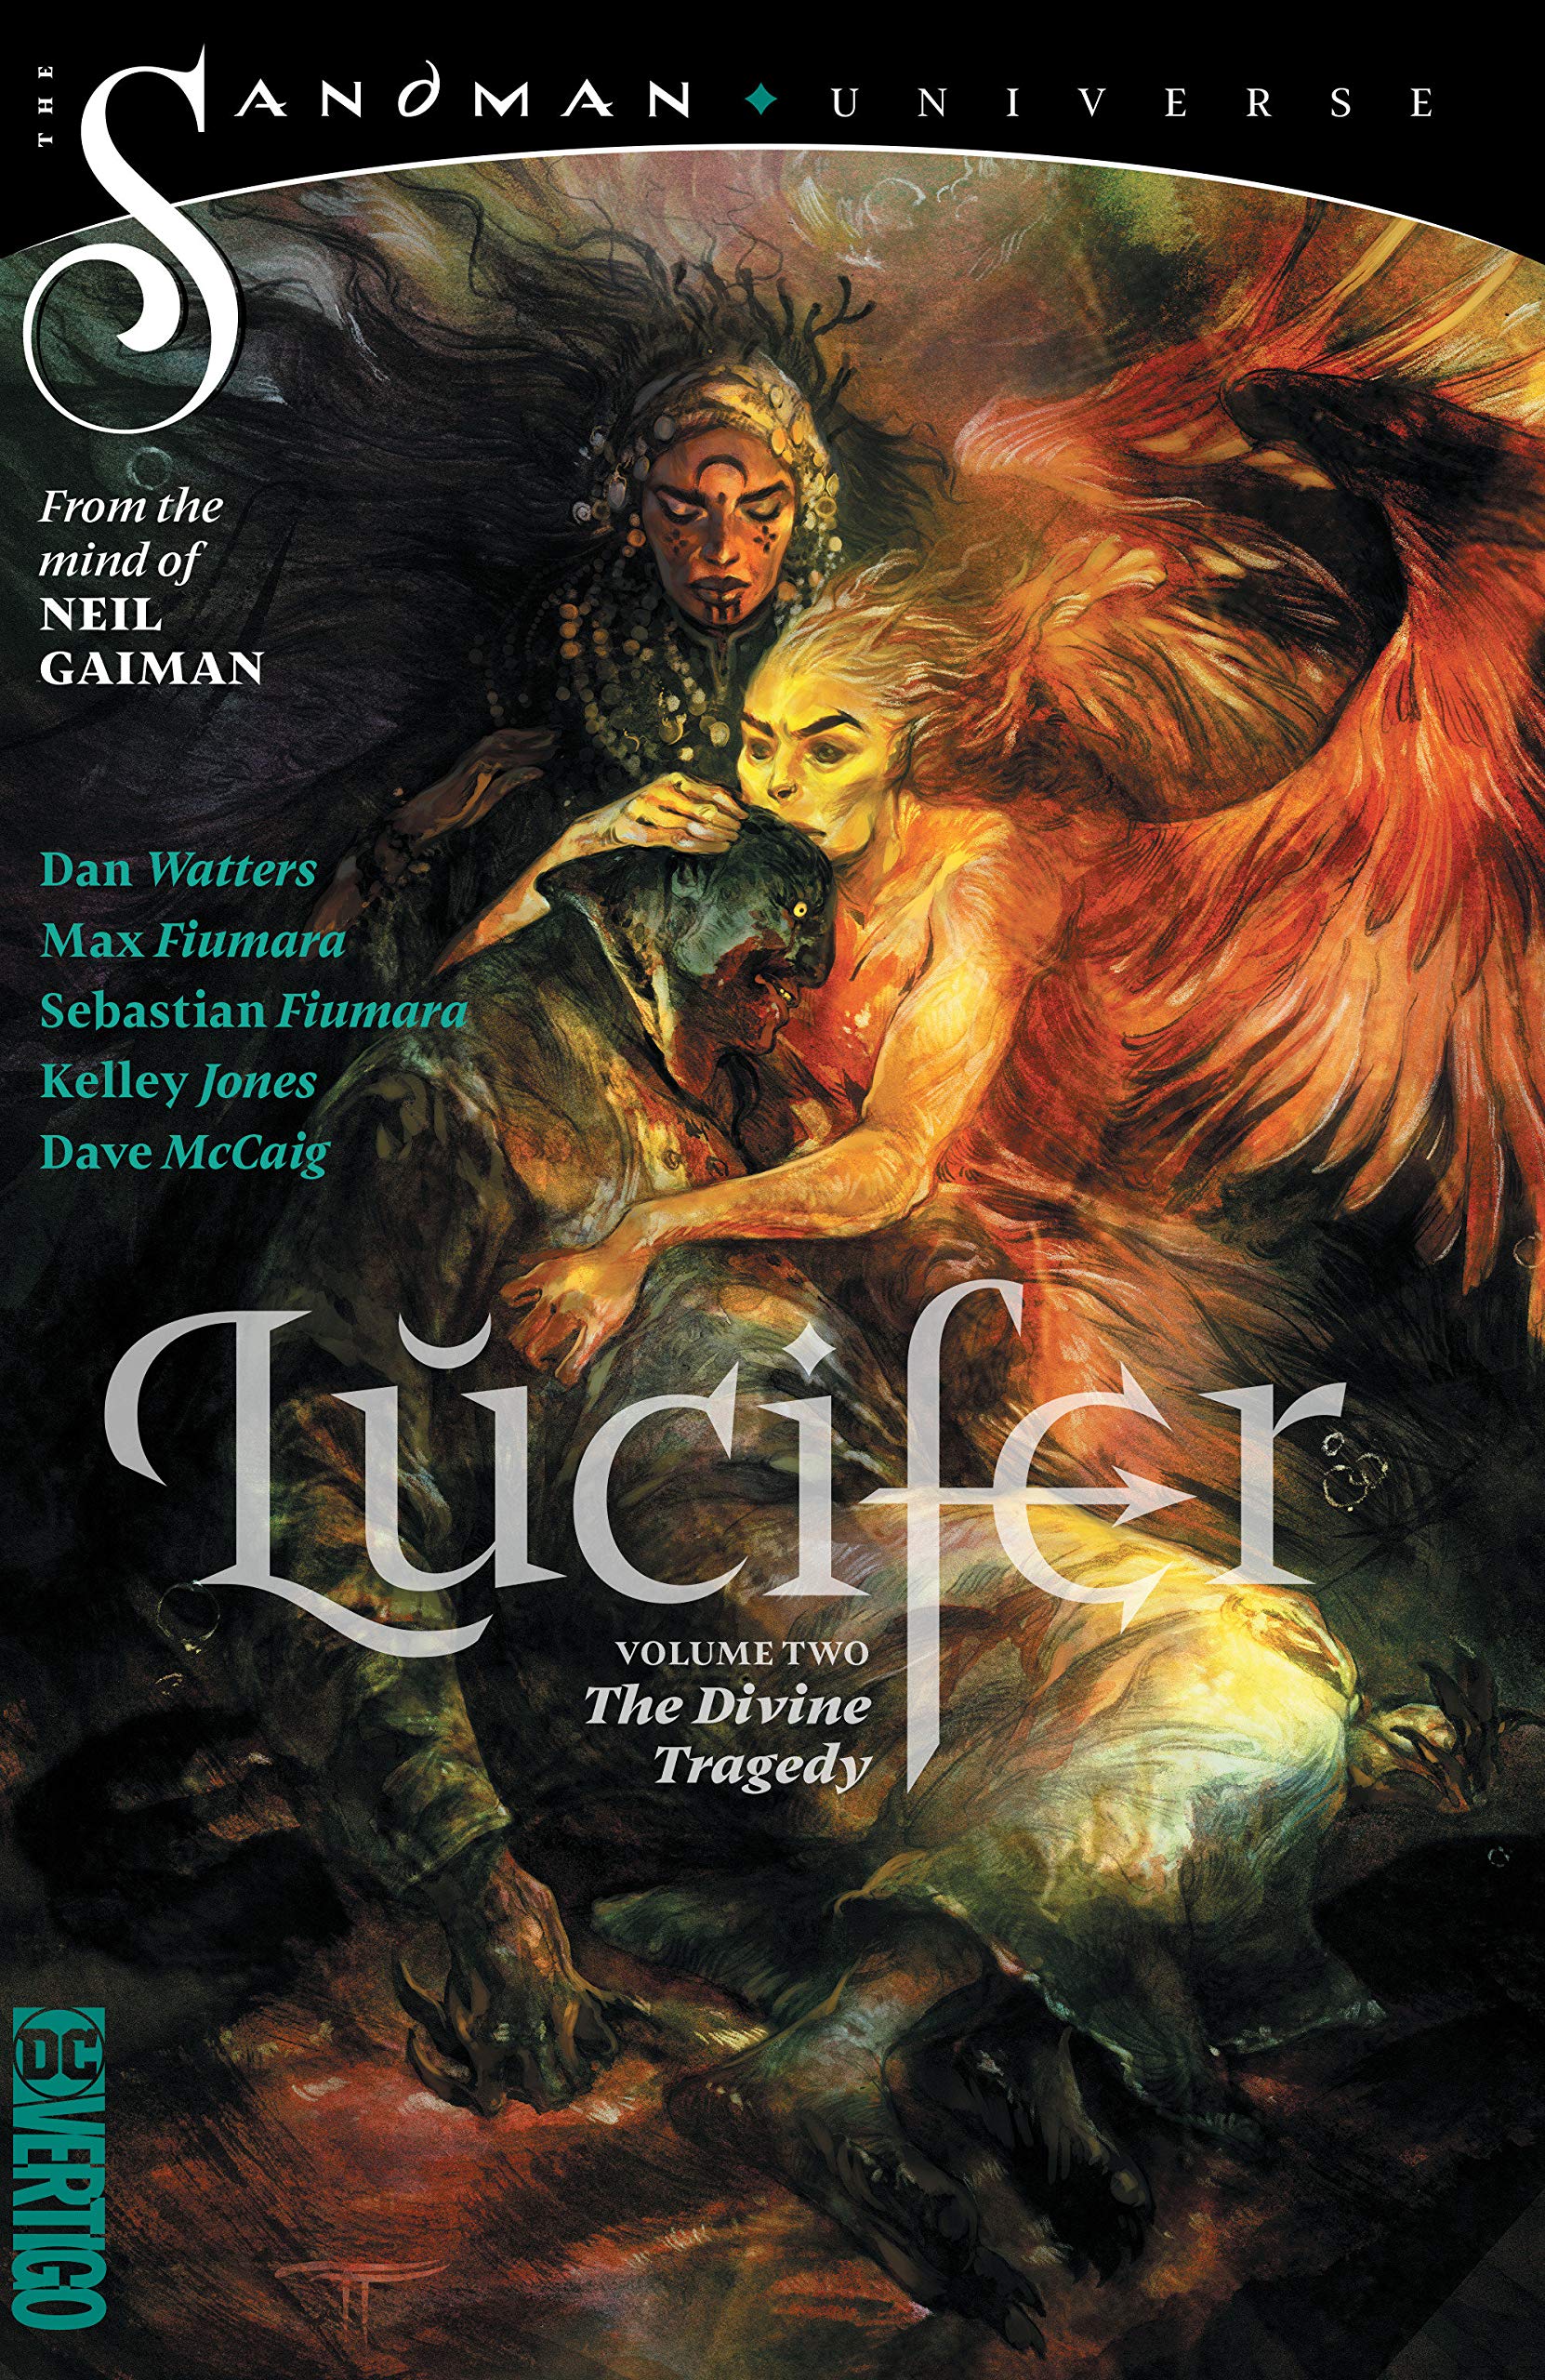 THE SANDMAN UNIVERSE
From the
mind of
NEIL
GAIMAN
Dan Watters
Max Fiumara
Sebastian Fiumara
Kelley Jones
Dave McCaig
Lŭcifer
VOLUME TWO
The Divine
Tragedy
DC VERTIGO